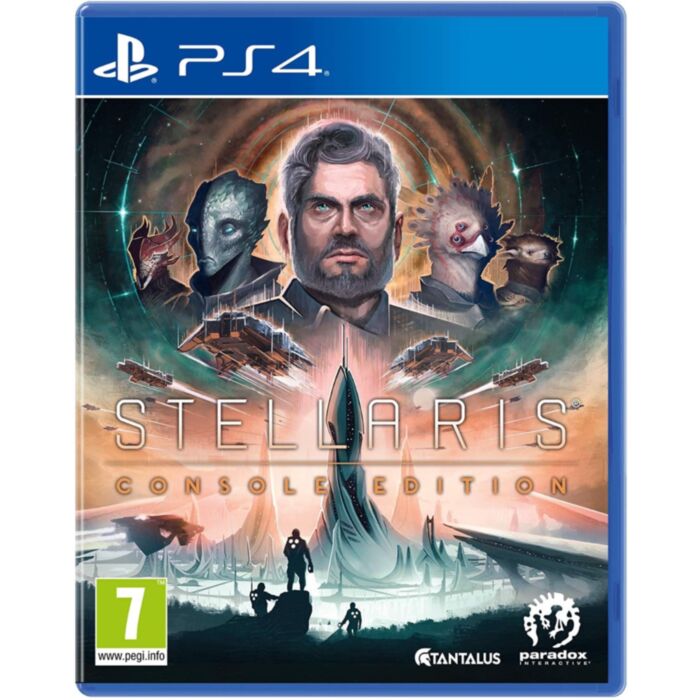 PS4
STELLARIS
CONSOLE EDITION
7
www.pegi.info
TANTALUS
paradox
INTERACTIVE